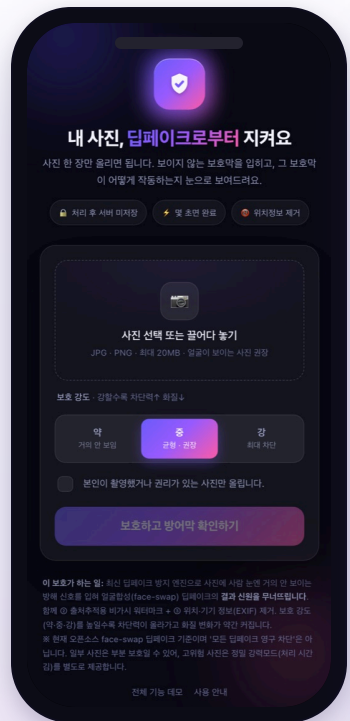 내 사진, 딥페이크로부터 지켜요
사진 한 장만 올리면 됩니다. 보이지 않는 보호막을 입히고, 그 보호막
이 어떻게 작동하는지 눈으로 보여드려요.
처리 후 서버 미저장
몇 초면 완료
위치정보 제거
사진 선택 또는 끌어다 놓기
JPG · PNG · 최대 20MB · 얼굴이 보이는 사진 권장
보호 강도 · 강할수록 차단력↑ 화질↓
약
거의 안 보임
중
균형 · 권장
강
최대 차단
본인이 촬영했거나 권리가 있는 사진만 올립니다.
보호하고 방어막 확인하기
이 보호가 하는 일: 최신 딥페이크 방지 엔진으로 사진에 사람 눈엔 거의 안 보이는
방해 신호를 입혀 얼굴합성(face-swap) 딥페이크의 결과 신원을 무너뜨립니다.
함께 ② 출처추적용 비가시 워터마크 + ③ 위치·기기 정보(EXIF) 제거. 보호 강도
(약·중·강)를 높일수록 차단력이 올라가고 화질 변화가 약간 커집니다.
※ 현재 오픈소스 face-swap 딥페이크 기준이며 '모든 딥페이크 영구 차단'은 아
닙니다. 일부 사진은 부분 보호일 수 있어, 고위험 사진은 정밀 강력모드(처리 시간
김)를 별도로 제공합니다.
전체 기능 데모 사용 안내